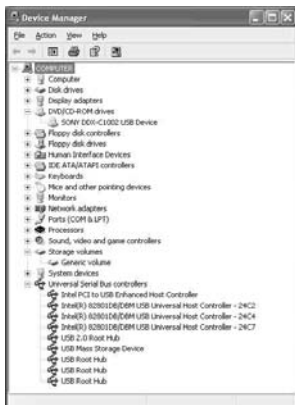 Device Manager
File Action View Help
COMPUTER
Computer
Disk drives
Display adapters
DVD/CD-ROM drives
SONY DDX-C1002 USB Device
Floppy disk controllers
Floppy disk drives
Human Interface Devices
IDE ATA/ATAPI controllers
Keyboards
Mice and other pointing devices
Monitors
Network adapters
Ports (COM & LPT)
Processors
Sound, video and game controllers
Storage volumes
Generic volume
System devices
Universal Serial Bus controllers
Intel PCI to USB Enhanced Host Controller
Intel(R) 82801DB/DBM USB Universal Host Controller - 24C2
Intel(R) 82801DB/DBM USB Universal Host Controller - 24C4
Intel(R) 82801DB/DBM USB Universal Host Controller - 24C7
USB 2.0 Root Hub
USB Mass Storage Device
USB Root Hub
USB Root Hub
USB Root Hub